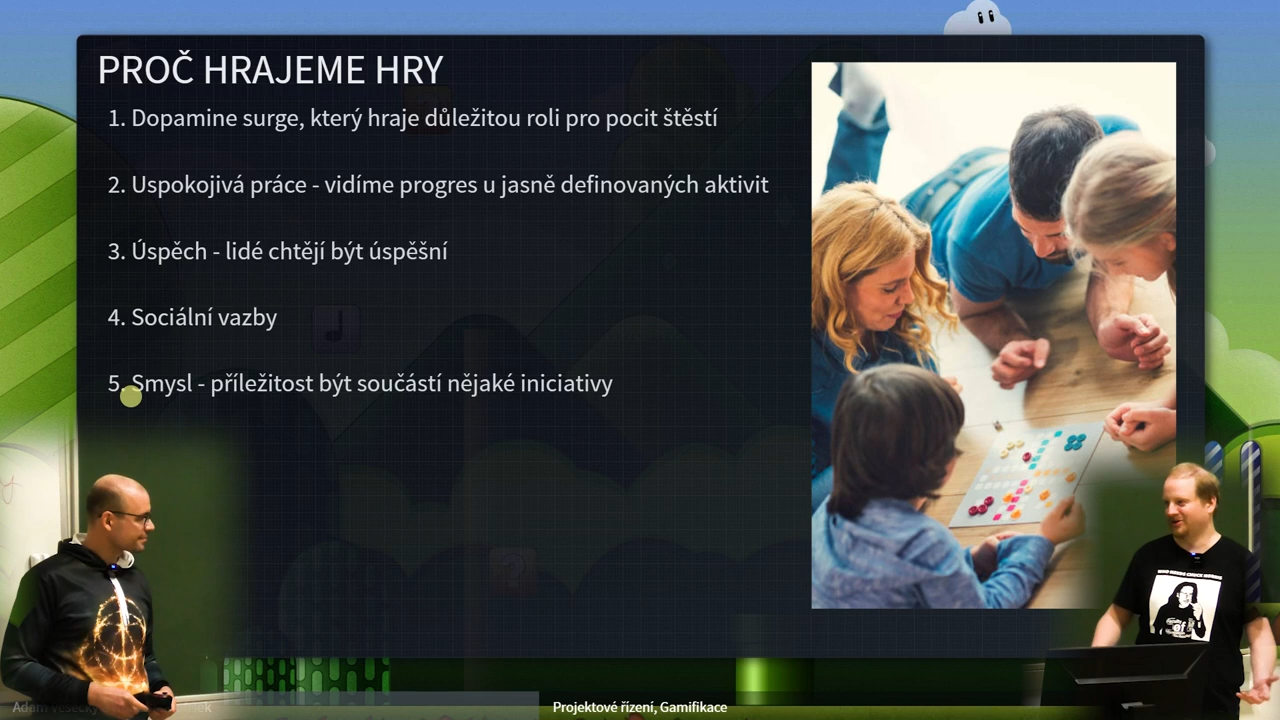 PROČ HRAJEME HRY
1. Dopamine surge, který hraje důležitou roli pro pocit štěstí
2. Uspokojivá práce - vidíme progres u jasně definovaných aktivit
3. Úspěch - lidé chtějí být úspěšní
4. Sociální vazby
5. Smysl - příležitost být součástí nějaké iniciativy
Projektové řízení, Gamifikace